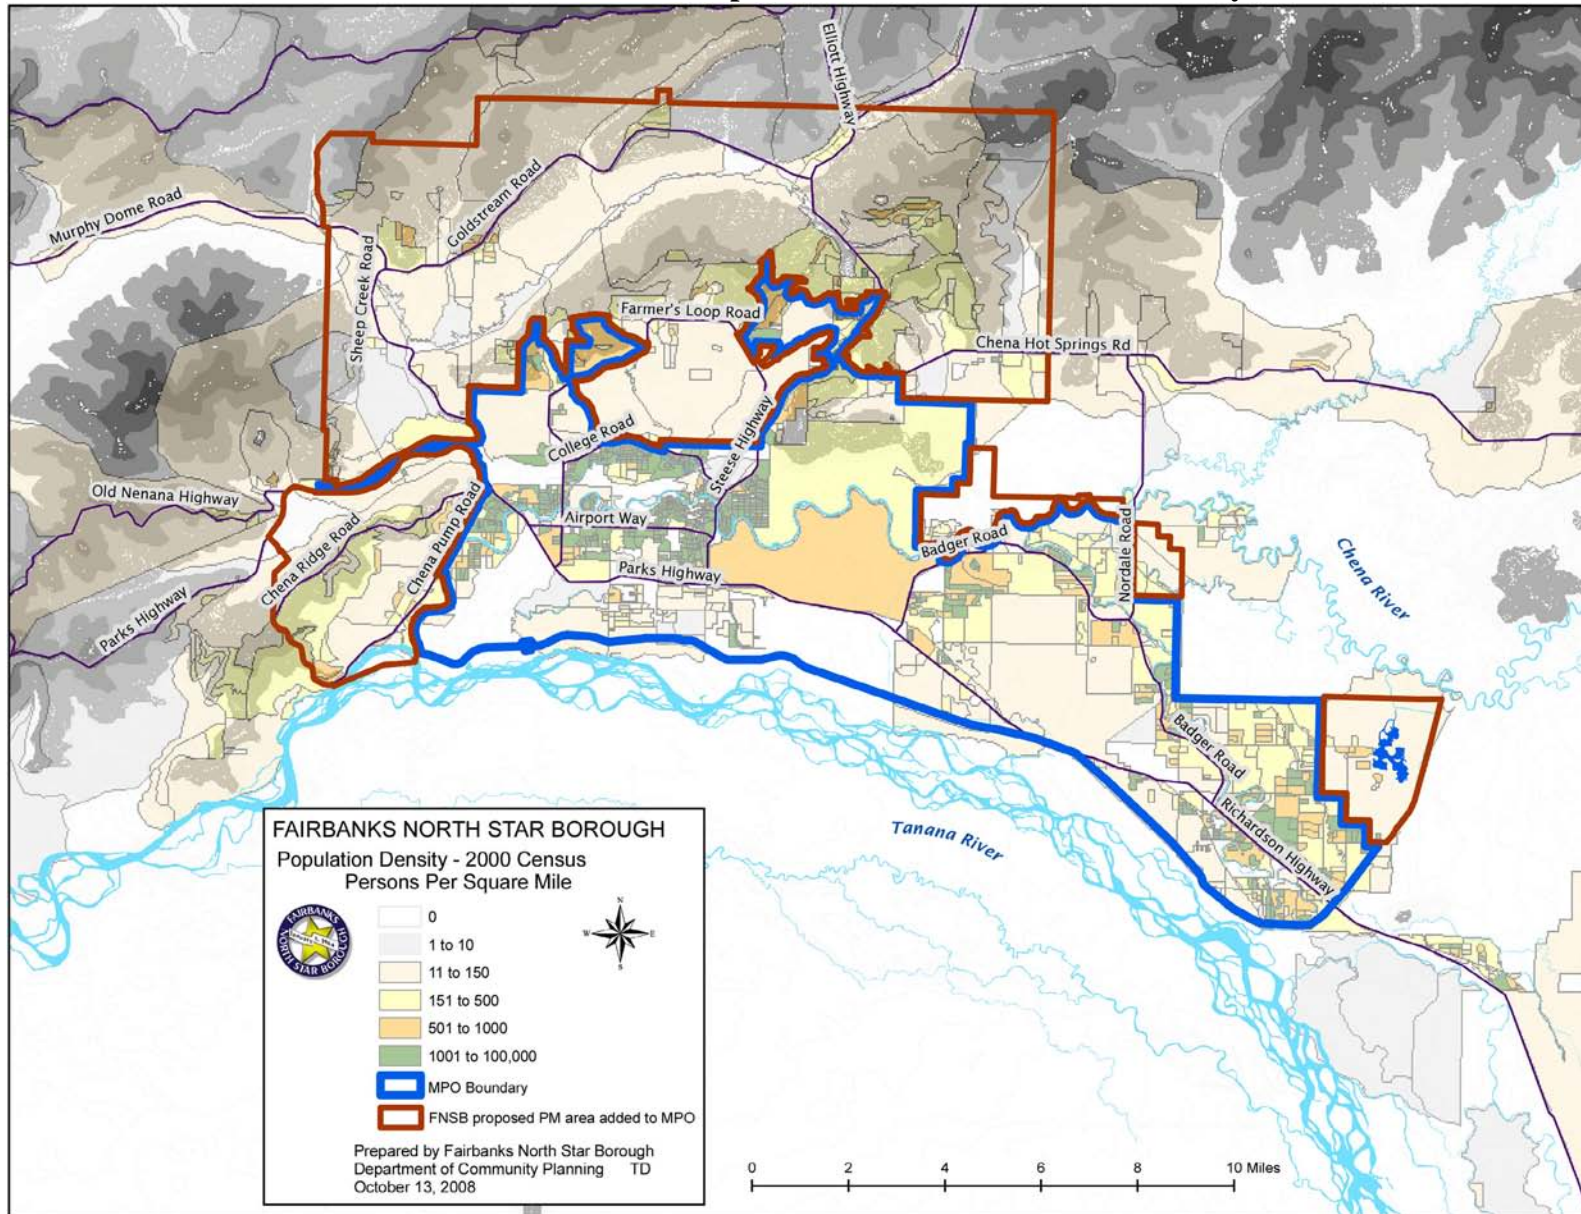 Elliott Highway
Murphy Dome Road
Goldstream Road
Sheep Creek Road
Farmer's Loop Road
Chena Hot Springs Rd
College Road
Steese Highway
Old Nenana Highway
Chena Ridge Road
Chena Pump Road
Airport Way
Badger Road
Nordale Road
Parks Highway
Parks Highway
Chena River
Badger Road
Richardson Highway
Tanana River
FAIRBANKS NORTH STAR BOROUGH
Population Density - 2000 Census
Persons Per Square Mile
FAIRBANKS
NORTH STAR BOROUGH
N
W
E
S
0
1 to 10
11 to 150
151 to 500
501 to 1000
1001 to 100,000
MPO Boundary
FNSB proposed PM area added to MPO
Prepared by Fairbanks North Star Borough
Department of Community Planning TD
October 13, 2008
0 2 4 6 8 10 Miles